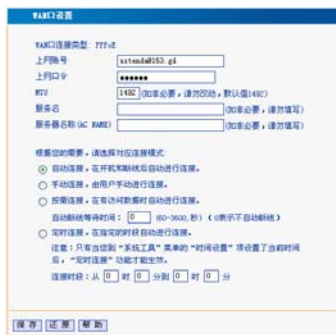 WAN口设置
WAN口连接类型: PPPoE
上网账号 sztenda@163.gd
上网口令 ●●●●●●
MTU 1492 (如非必要，请勿改动，默认值1492)
服务名 (如非必要，请勿填写)
服务器名称(AC NAME) (如非必要，请勿填写)
根据您的需要，请选择对应连接模式:
自动连接，在开机和断线后自动进行连接。
手动连接，由用户手动进行连接。
按需连接，在有访问数据时自动进行连接。
自动断线等待时间: 0 (60-3600,秒) (0表示不自动断线)
定时连接，在指定的时段自动进行连接。
注意: 只有当您到“系统工具”菜单的“时间设置”项设置了当前时间
后，“定时连接”功能才能生效。
连接时段: 从 0 时 0 分到 0 时 0 分
保存 还原 帮助